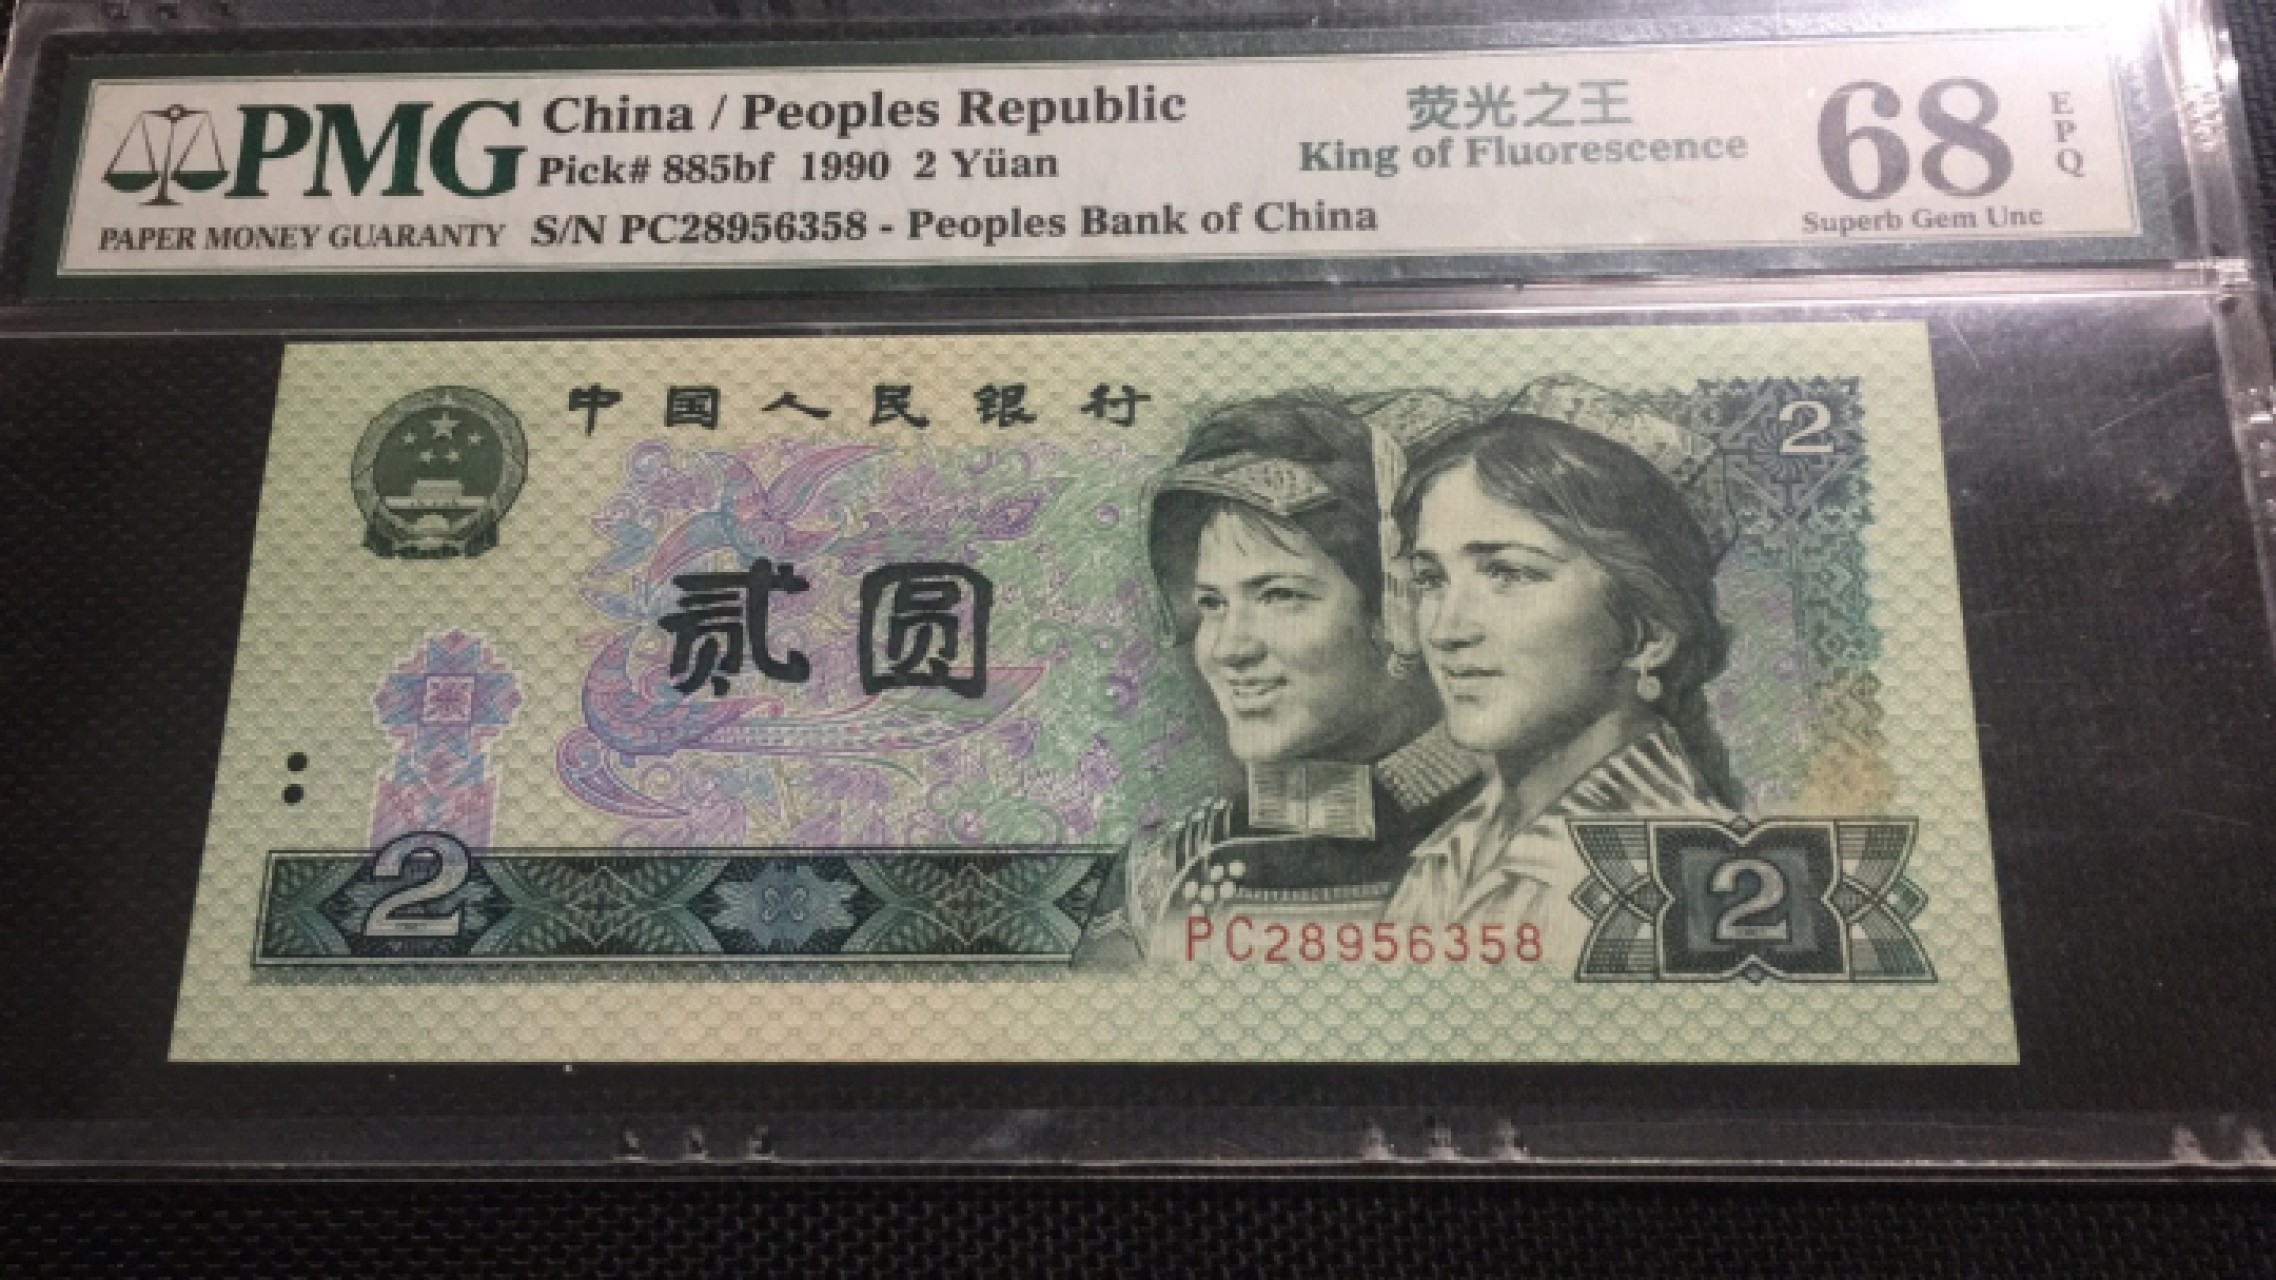 PMG
PAPER MONEY GUARANTY
China / Peoples Republic
Pick# 885bf 1990 2 Yüan
S/N PC28956358 - Peoples Bank of China
荧光之王
King of Fluorescence
68
EPQ
Superb Gem Unc
中国人民银行
2
贰圆
2
PC28956358
2